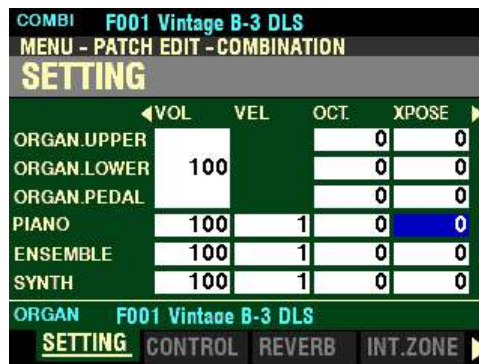 COMBI F001 Vintage B-3 DLS
MENU - PATCH EDIT -COMBINATION
SETTING
VOL VEL OCT. XPOSE
ORGAN.UPPER 0 0
ORGAN.LOWER 100 0 0
ORGAN.PEDAL 0 0
PIANO 100 1 0 0
ENSEMBLE 100 1 0 0
SYNTH 100 1 0 0
ORGAN F001 Vintage B-3 DLS
SETTING CONTROL REVERB INT.ZONE